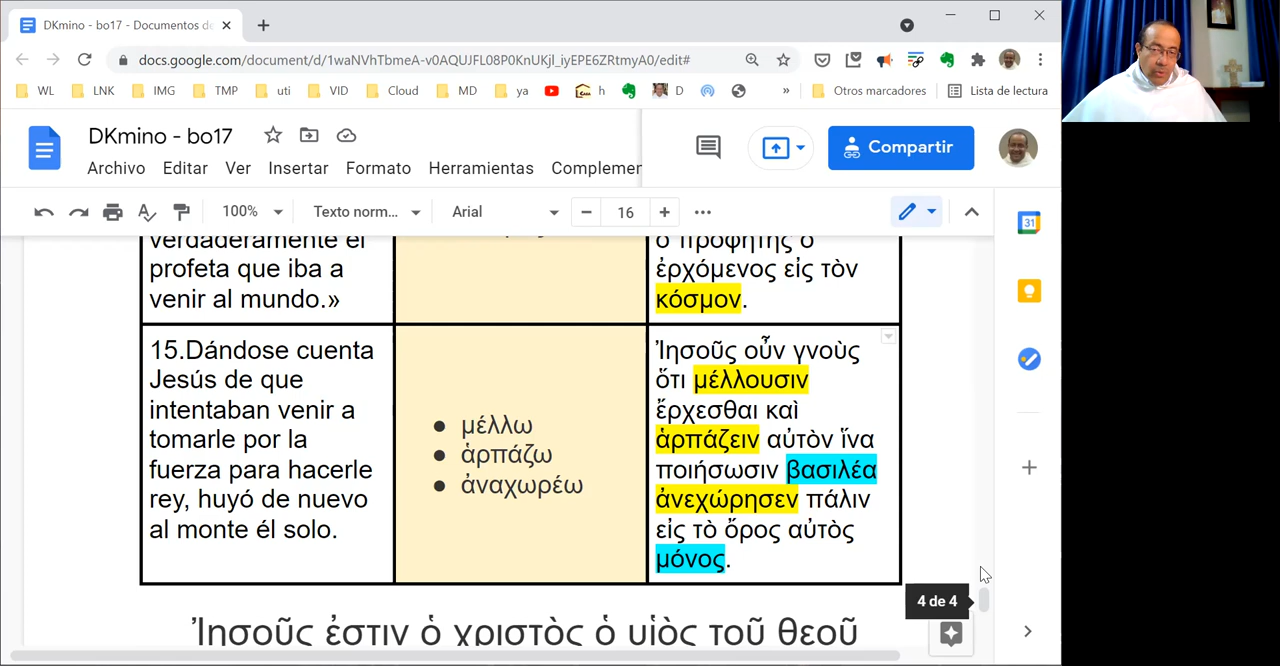 DKmino - bo17 - Documentos de
docs.google.com/document/d/1waNVhTbmeA-v0AQUJFL08P0KnUKjl_iyEPE6ZRtmyA0/edit#
WL LNK IMG TMP uti VID Cloud MD ya h D » Otros marcadores Lista de lectura
DKmino - bo17
Compartir
Archivo Editar Ver Insertar Formato Herramientas Complemen
100% Texto norm... Arial 16
31
verdaderamente el
profeta que iba a
venir al mundo.»
ὁ προφήτης ὁ
ἐρχόμενος εἰς τὸν
κόσμον.
15.Dándose cuenta
Jesús de que
intentaban venir a
tomarle por la
fuerza para hacerle
rey, huyó de nuevo
al monte él solo.
● μέλλω
● ἁρπάζω
● ἀναχωρέω
Ἰησοῦς οὖν γνοὺς
ὅτι μέλλουσιν
ἔρχεσθαι καὶ
ἁρπάζειν αὐτὸν ἵνα
ποιήσωσιν βασιλέα
ἀνεχώρησεν πάλιν
εἰς τὸ ὄρος αὐτὸς
μόνος.
4 de 4
Ἰησοῦς ἐστιν ὁ χριστὸς ὁ υἱὸς τοῦ θεοῦ